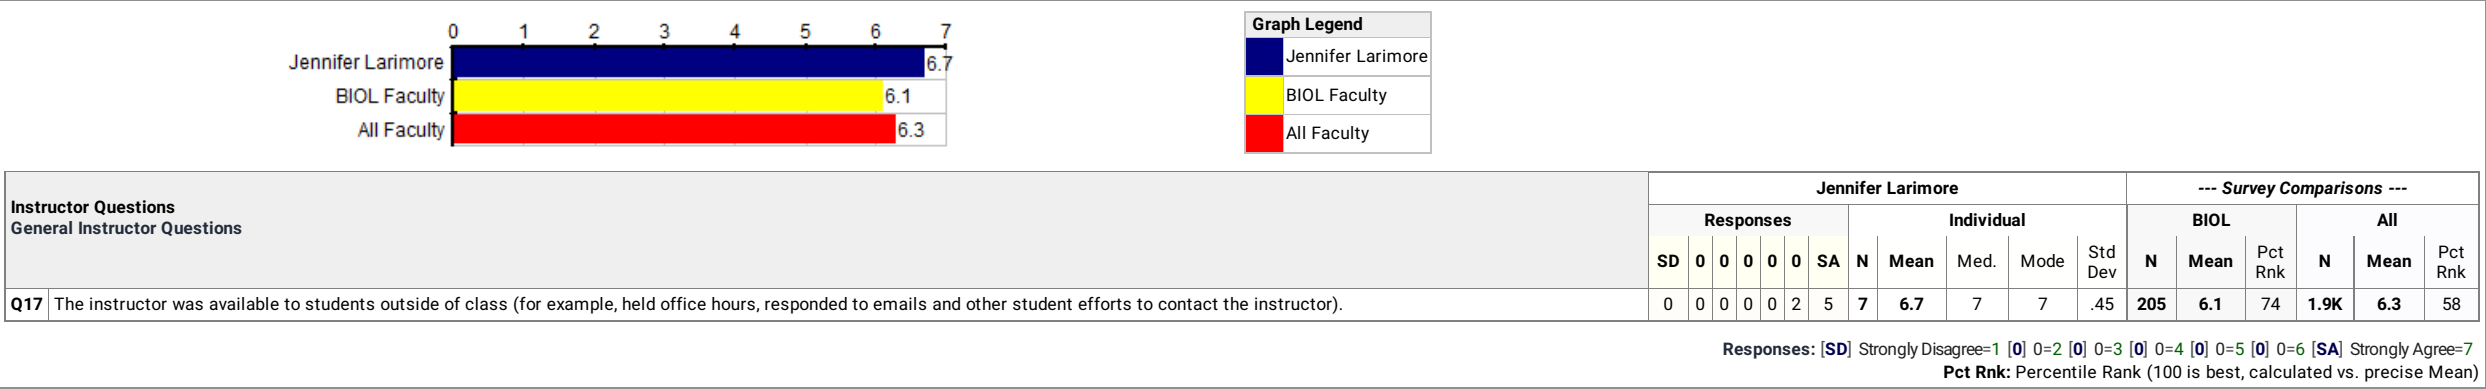 0 1 2 3 4 5 6 7
Jennifer Larimore 6.7
BIOL Faculty 6.1
All Faculty 6.3
Graph Legend
Jennifer Larimore
BIOL Faculty
All Faculty
Instructor Questions
General Instructor Questions
Jennifer Larimore --- Survey Comparisons ---
Responses Individual BIOL All
SD 0 0 0 0 0 SA N Mean Med. Mode Std Dev N Mean Pct Rnk N Mean Pct Rnk
Q17 The instructor was available to students outside of class (for example, held office hours, responded to emails and other student efforts to contact the instructor). 0 0 0 0 0 2 5 7 6.7 7 7 .45 205 6.1 74 1.9K 6.3 58
Responses: [SD] Strongly Disagree=1 [0] 0=2 [0] 0=3 [0] 0=4 [0] 0=5 [0] 0=6 [SA] Strongly Agree=7
Pct Rnk: Percentile Rank (100 is best, calculated vs. precise Mean)